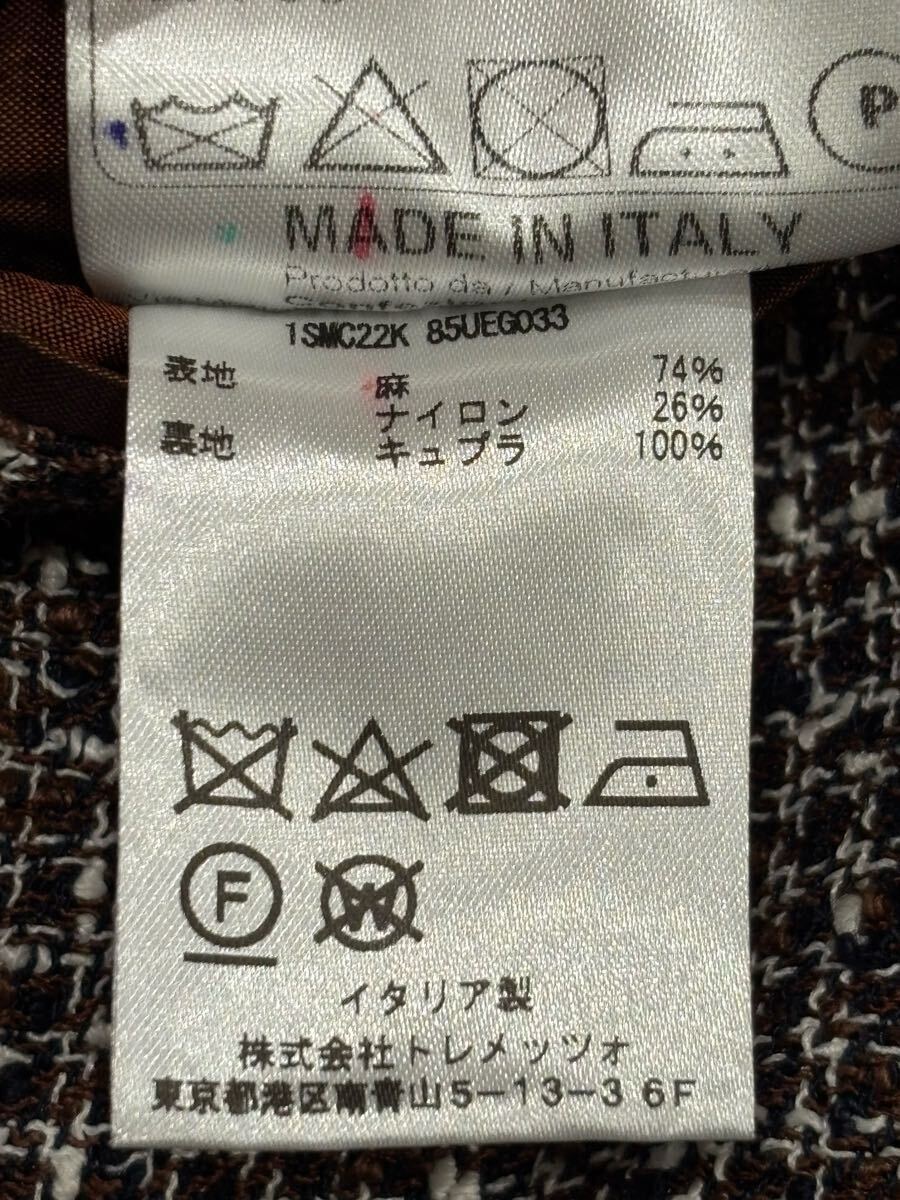 P
MADE IN ITALY
Prodotto da / Manufactur
1SMC22K 85UEG033
表地 麻 74%
ナイロン 26%
裏地 キュプラ 100%
F W
イタリア製
株式会社トレメッツォ
東京都港区南青山5-13-3 6F